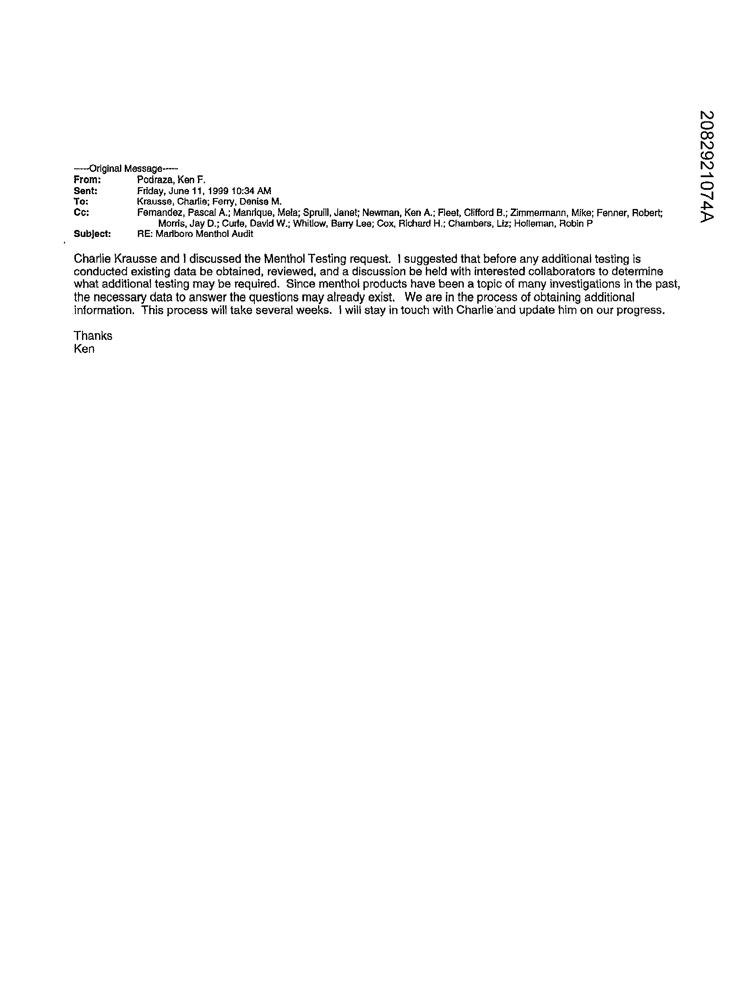 -----Original Message-----
From: Podraza, Ken F.
Sent: Friday, June 11, 1999 10:34 AM
To: Krausse, Charlie; Ferry, Denise M.
Cc: Fernandez, Pascal A.; Manrique, Mela; Spruill, Janet; Newman, Ken A.; Fleet, Clifford B.; Zimmermann, Mike; Fenner, Robert;
Morris, Jay D.; Curle, David W.; Whitlow, Barry Lee; Cox, Richard H.; Chambers, Liz; Holleman, Robin P
Subject: RE: Marlboro Menthol Audit
Charlie Krausse and I discussed the Menthol Testing request. I suggested that before any additional testing is
conducted existing data be obtained, reviewed, and a discussion be held with interested collaborators to determine
what additional testing may be required. Since menthol products have been a topic of many investigations in the past,
the necessary data to answer the questions may already exist. We are in the process of obtaining additional
information. This process will take several weeks. I will stay in touch with Charlie and update him on our progress.
Thanks
Ken
2082921074A